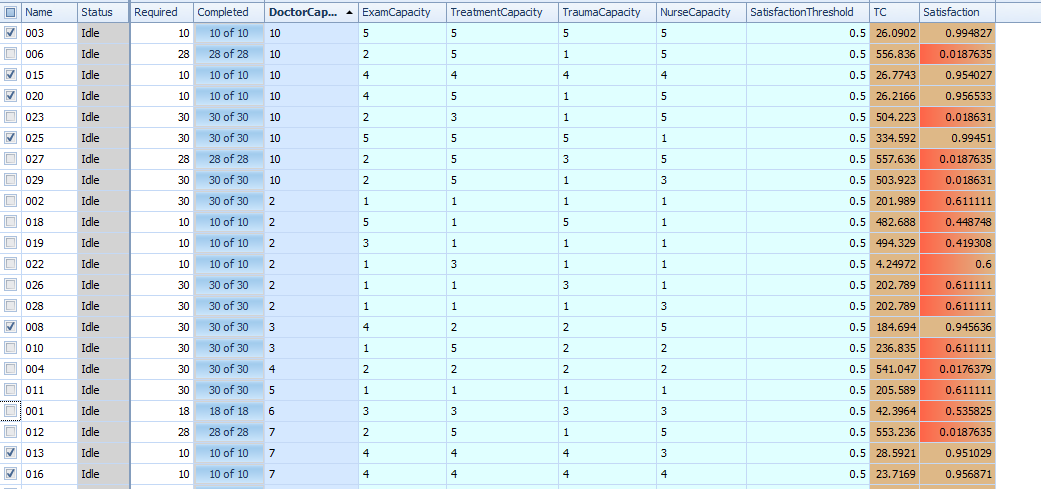 Name Status Required Completed DoctorCap... ExamCapacity TreatmentCapacity TraumaCapacity NurseCapacity SatisfactionThreshold TC Satisfaction
003 Idle 10 10 of 10 10 5 5 5 5 0.5 26.0902 0.994827
006 Idle 28 28 of 28 10 2 5 1 5 0.5 556.836 0.0187635
015 Idle 10 10 of 10 10 4 4 4 4 0.5 26.7743 0.954027
020 Idle 10 10 of 10 10 4 5 1 5 0.5 26.2166 0.956533
023 Idle 30 30 of 30 10 2 3 1 5 0.5 504.223 0.018631
025 Idle 30 30 of 30 10 5 5 5 1 0.5 334.592 0.99451
027 Idle 28 28 of 28 10 2 5 3 5 0.5 557.636 0.0187635
029 Idle 30 30 of 30 10 2 5 1 3 0.5 503.923 0.018631
002 Idle 30 30 of 30 2 1 1 1 1 0.5 201.989 0.611111
018 Idle 10 10 of 10 2 5 1 5 1 0.5 482.688 0.448748
019 Idle 10 10 of 10 2 3 1 1 1 0.5 494.329 0.419308
022 Idle 10 10 of 10 2 1 3 1 1 0.5 4.24972 0.6
026 Idle 30 30 of 30 2 1 1 3 1 0.5 202.789 0.611111
028 Idle 30 30 of 30 2 1 1 1 3 0.5 202.789 0.611111
008 Idle 30 30 of 30 3 4 2 2 5 0.5 184.694 0.945636
010 Idle 30 30 of 30 3 1 5 2 2 0.5 236.835 0.611111
004 Idle 30 30 of 30 4 2 2 2 2 0.5 541.047 0.0176379
011 Idle 30 30 of 30 5 1 1 1 1 0.5 205.589 0.611111
001 Idle 18 18 of 18 6 3 3 3 3 0.5 42.3964 0.535825
012 Idle 28 28 of 28 7 2 5 1 5 0.5 553.236 0.0187635
013 Idle 10 10 of 10 7 4 4 4 3 0.5 28.5921 0.951029
016 Idle 10 10 of 10 7 4 4 4 4 0.5 23.7169 0.956871